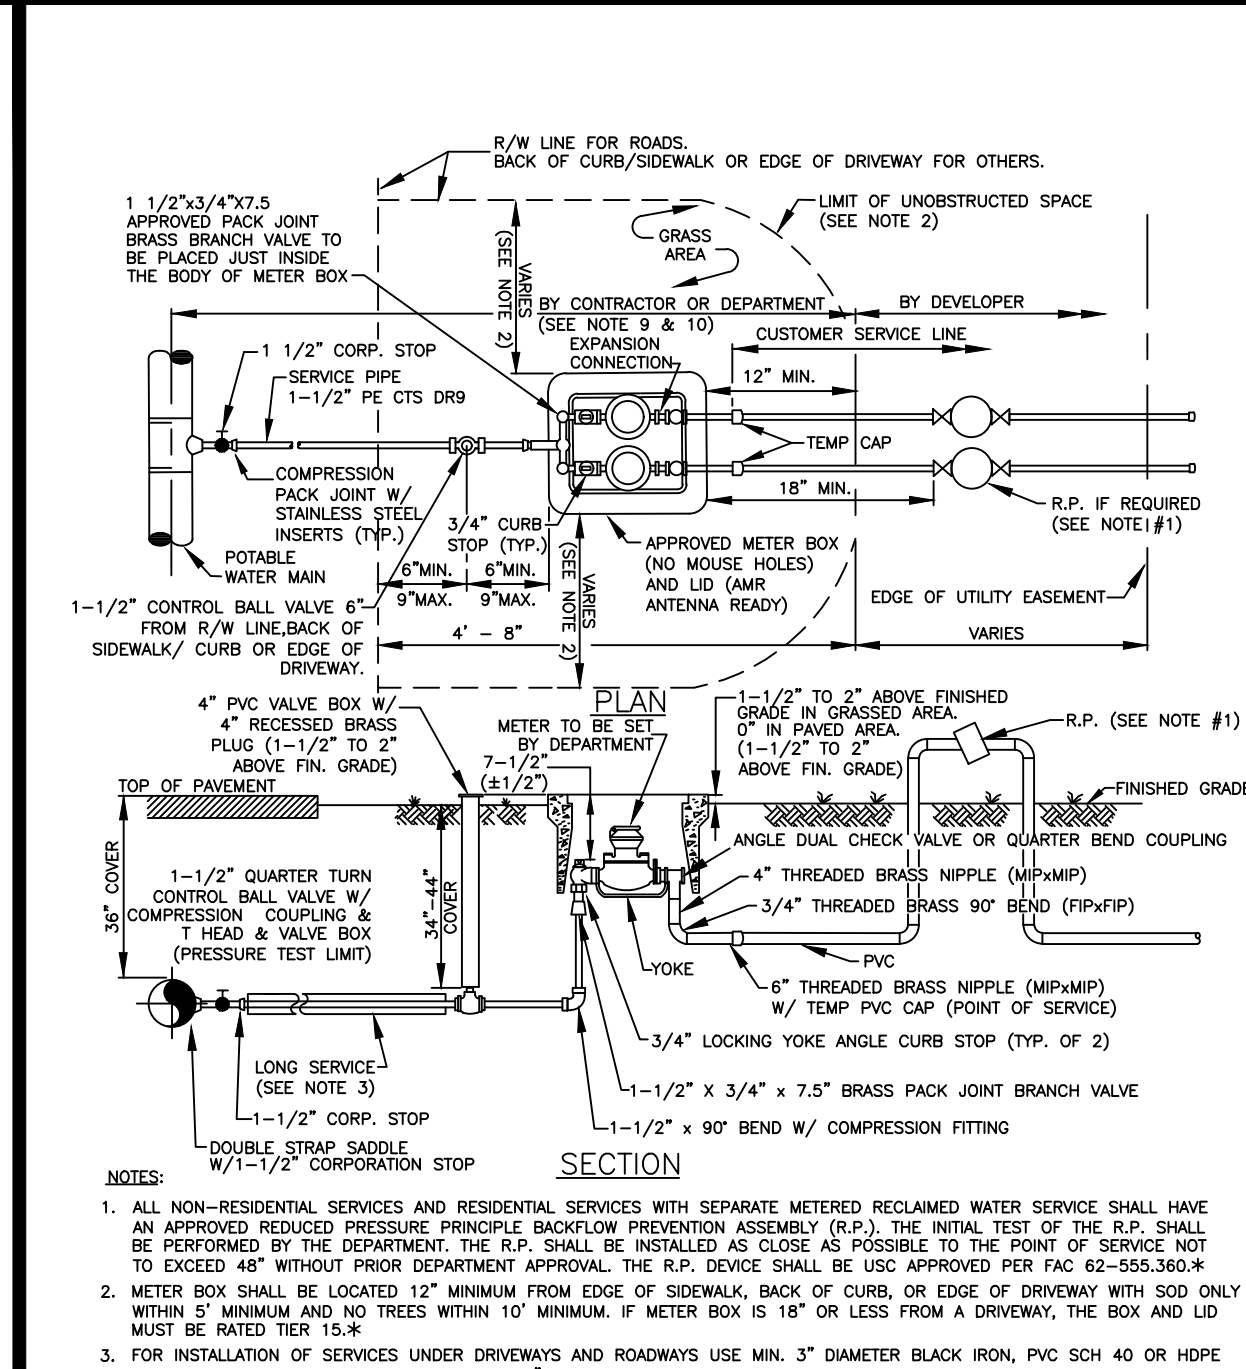 R/W LINE FOR ROADS.
BACK OF CURB/SIDEWALK OR EDGE OF DRIVEWAY FOR OTHERS.
1 1/2"x3/4"X7.5
APPROVED PACK JOINT
BRASS BRANCH VALVE TO
BE PLACED JUST INSIDE
THE BODY OF METER BOX
LIMIT OF UNOBSTRUCTED SPACE
(SEE NOTE 2)
GRASS
AREA
VARIES
(SEE NOTE 2)
BY CONTRACTOR OR DEPARTMENT
(SEE NOTE 9 & 10)
BY DEVELOPER
EXPANSION
CONNECTION
CUSTOMER SERVICE LINE
1 1/2" CORP. STOP
SERVICE PIPE
1-1/2" PE CTS DR9
12" MIN.
TEMP CAP
COMPRESSION
PACK JOINT W/
STAINLESS STEEL
INSERTS (TYP.)
18" MIN.
R.P. IF REQUIRED
(SEE NOTE #1)
3/4" CURB
STOP (TYP.)
APPROVED METER BOX
(NO MOUSE HOLES)
AND LID (AMR
ANTENNA READY)
POTABLE
WATER MAIN
6"MIN.
9"MAX.
6"MIN.
9"MAX.
VARIES
(SEE NOTE 2)
EDGE OF UTILITY EASEMENT
1-1/2" CONTROL BALL VALVE 6"
FROM R/W LINE,BACK OF
SIDEWALK/ CURB OR EDGE OF
DRIVEWAY.
4' - 8"
VARIES
PLAN
4" PVC VALVE BOX W/
4" RECESSED BRASS
PLUG (1-1/2" TO 2"
ABOVE FIN. GRADE)
METER TO BE SET
BY DEPARTMENT
7-1/2"
(±1/2")
1-1/2" TO 2" ABOVE FINISHED
GRADE IN GRASSED AREA.
0" IN PAVED AREA.
(1-1/2" TO 2"
ABOVE FIN. GRADE)
R.P. (SEE NOTE #1)
TOP OF PAVEMENT
FINISHED GRADE
ANGLE DUAL CHECK VALVE OR QUARTER BEND COUPLING
36" COVER
1-1/2" QUARTER TURN
CONTROL BALL VALVE W/
COMPRESSION COUPLING &
T HEAD & VALVE BOX
(PRESSURE TEST LIMIT)
34"-44"
COVER
4" THREADED BRASS NIPPLE (MIPxMIP)
3/4" THREADED BRASS 90° BEND (FIPxFIP)
YOKE
PVC
6" THREADED BRASS NIPPLE (MIPxMIP)
W/ TEMP PVC CAP (POINT OF SERVICE)
3/4" LOCKING YOKE ANGLE CURB STOP (TYP. OF 2)
LONG SERVICE
(SEE NOTE 3)
1-1/2" X 3/4" x 7.5" BRASS PACK JOINT BRANCH VALVE
1-1/2" CORP. STOP
1-1/2" x 90° BEND W/ COMPRESSION FITTING
DOUBLE STRAP SADDLE
W/1-1/2" CORPORATION STOP
SECTION
NOTES:
1. ALL NON-RESIDENTIAL SERVICES AND RESIDENTIAL SERVICES WITH SEPARATE METERED RECLAIMED WATER SERVICE SHALL HAVE
AN APPROVED REDUCED PRESSURE PRINCIPLE BACKFLOW PREVENTION ASSEMBLY (R.P.). THE INITIAL TEST OF THE R.P. SHALL
BE PERFORMED BY THE DEPARTMENT. THE R.P. SHALL BE INSTALLED AS CLOSE AS POSSIBLE TO THE POINT OF SERVICE NOT
TO EXCEED 48" WITHOUT PRIOR DEPARTMENT APPROVAL. THE R.P. DEVICE SHALL BE USC APPROVED PER FAC 62-555.360.*
2. METER BOX SHALL BE LOCATED 12" MINIMUM FROM EDGE OF SIDEWALK, BACK OF CURB, OR EDGE OF DRIVEWAY WITH SOD ONLY
WITHIN 5' MINIMUM AND NO TREES WITHIN 10' MINIMUM. IF METER BOX IS 18" OR LESS FROM A DRIVEWAY, THE BOX AND LID
MUST BE RATED TIER 15.*
3. FOR INSTALLATION OF SERVICES UNDER DRIVEWAYS AND ROADWAYS USE MIN. 3" DIAMETER BLACK IRON, PVC SCH 40 OR HDPE